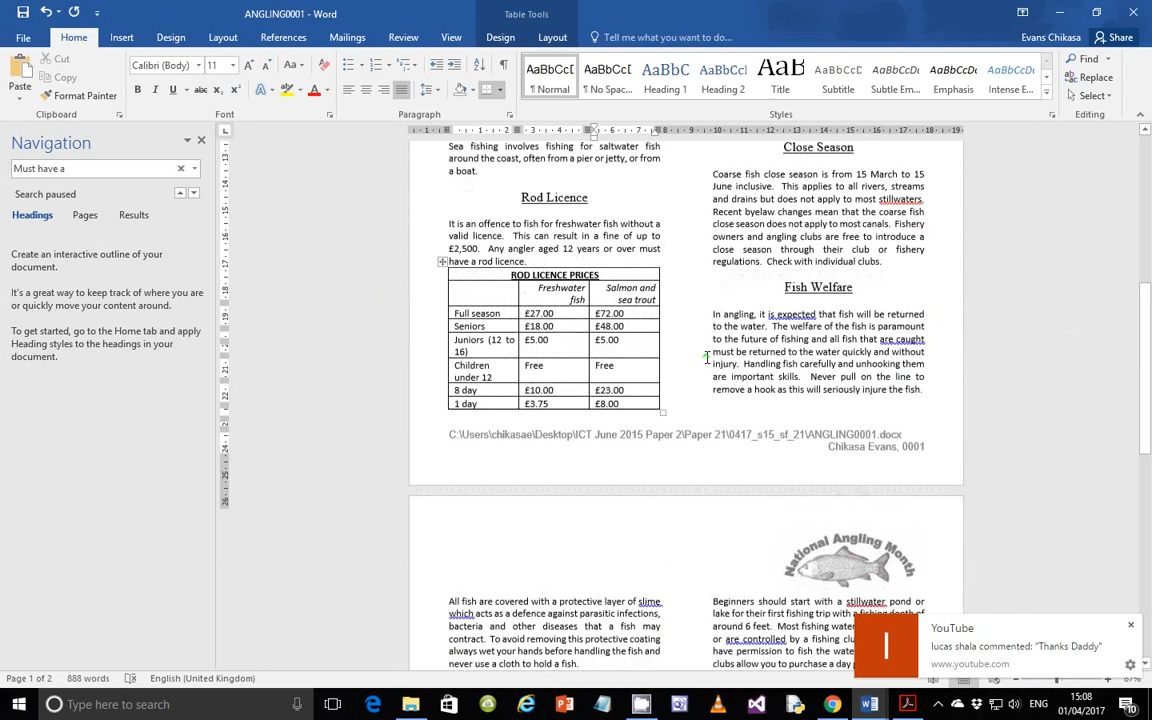 ANGLING0001 - Word
Table Tools
File
Home
Insert
Design
Layout
References
Mailings
Review
View
Design
Layout
Tell me what you want to do...
Evans Chikasa
Share
Paste
Cut
Copy
Format Painter
Clipboard
Calibri (Body)
11
Font
Paragraph
AaBbCcD
¶ Normal
AaBbCcD
¶ No Spac...
AaBbC
Heading 1
AaBbCcD
Heading 2
AaB
Title
AaBbCcD
Subtitle
AaBbCcDc
Subtle Em...
AaBbCcDc
Emphasis
AaBbCcDc
Intense E...
Styles
Find
Replace
Select
Editing
Navigation
Must have a
Search paused
Headings
Pages
Results
Create an interactive outline of your
document.
It's a great way to keep track of where you are
or quickly move your content around.
To get started, go to the Home tab and apply
Heading styles to the headings in your
document.
Sea fishing involves fishing for saltwater fish
around the coast, often from a pier or jetty, or from
a boat.
Rod Licence
It is an offence to fish for freshwater fish without a
valid licence. This can result in a fine of up to
£2,500. Any angler aged 12 years or over must
have a rod licence.
ROD LICENCE PRICES
Freshwater fish
Salmon and sea trout
Full season £27.00 £72.00
Seniors £18.00 £48.00
Juniors (12 to 16) £5.00 £5.00
Children under 12 Free Free
8 day £10.00 £23.00
1 day £3.75 £8.00
Close Season
Coarse fish close season is from 15 March to 15
June inclusive. This applies to all rivers, streams
and drains but does not apply to most stillwaters.
Recent byelaw changes mean that the coarse fish
close season does not apply to most canals. Fishery
owners and angling clubs are free to introduce a
close season through their club or fishery
regulations. Check with individual clubs.
Fish Welfare
In angling, it is expected that fish will be returned
to the water. The welfare of the fish is paramount
to the future of fishing and all fish that are caught
must be returned to the water quickly and without
injury. Handling fish carefully and unhooking them
are important skills. Never pull on the line to
remove a hook as this will seriously injure the fish.
C:\Users\chikasae\Desktop\ICT June 2015 Paper 2\Paper 21\0417_s15_sf_21\ANGLING0001.docx
Chikasa Evans, 0001
National Angling Month
All fish are covered with a protective layer of slime
which acts as a defence against parasitic infections,
bacteria and other diseases that a fish may
contract. To avoid removing this protective coating
always wet your hands before handling the fish and
never use a cloth to hold a fish.
Beginners should start with a stillwater pond or
lake for their first fishing trip with a fishing depth of
around 6 feet. Most fishing
or are controlled by a fishing
have permission to fish the
clubs allow you to purchase a day
YouTube
lucas shala commented: "Thanks Daddy"
www.youtube.com
Page 1 of 2
888 words
English (United Kingdom)
87%
Type here to search
ENG
15:08
01/04/2017
10